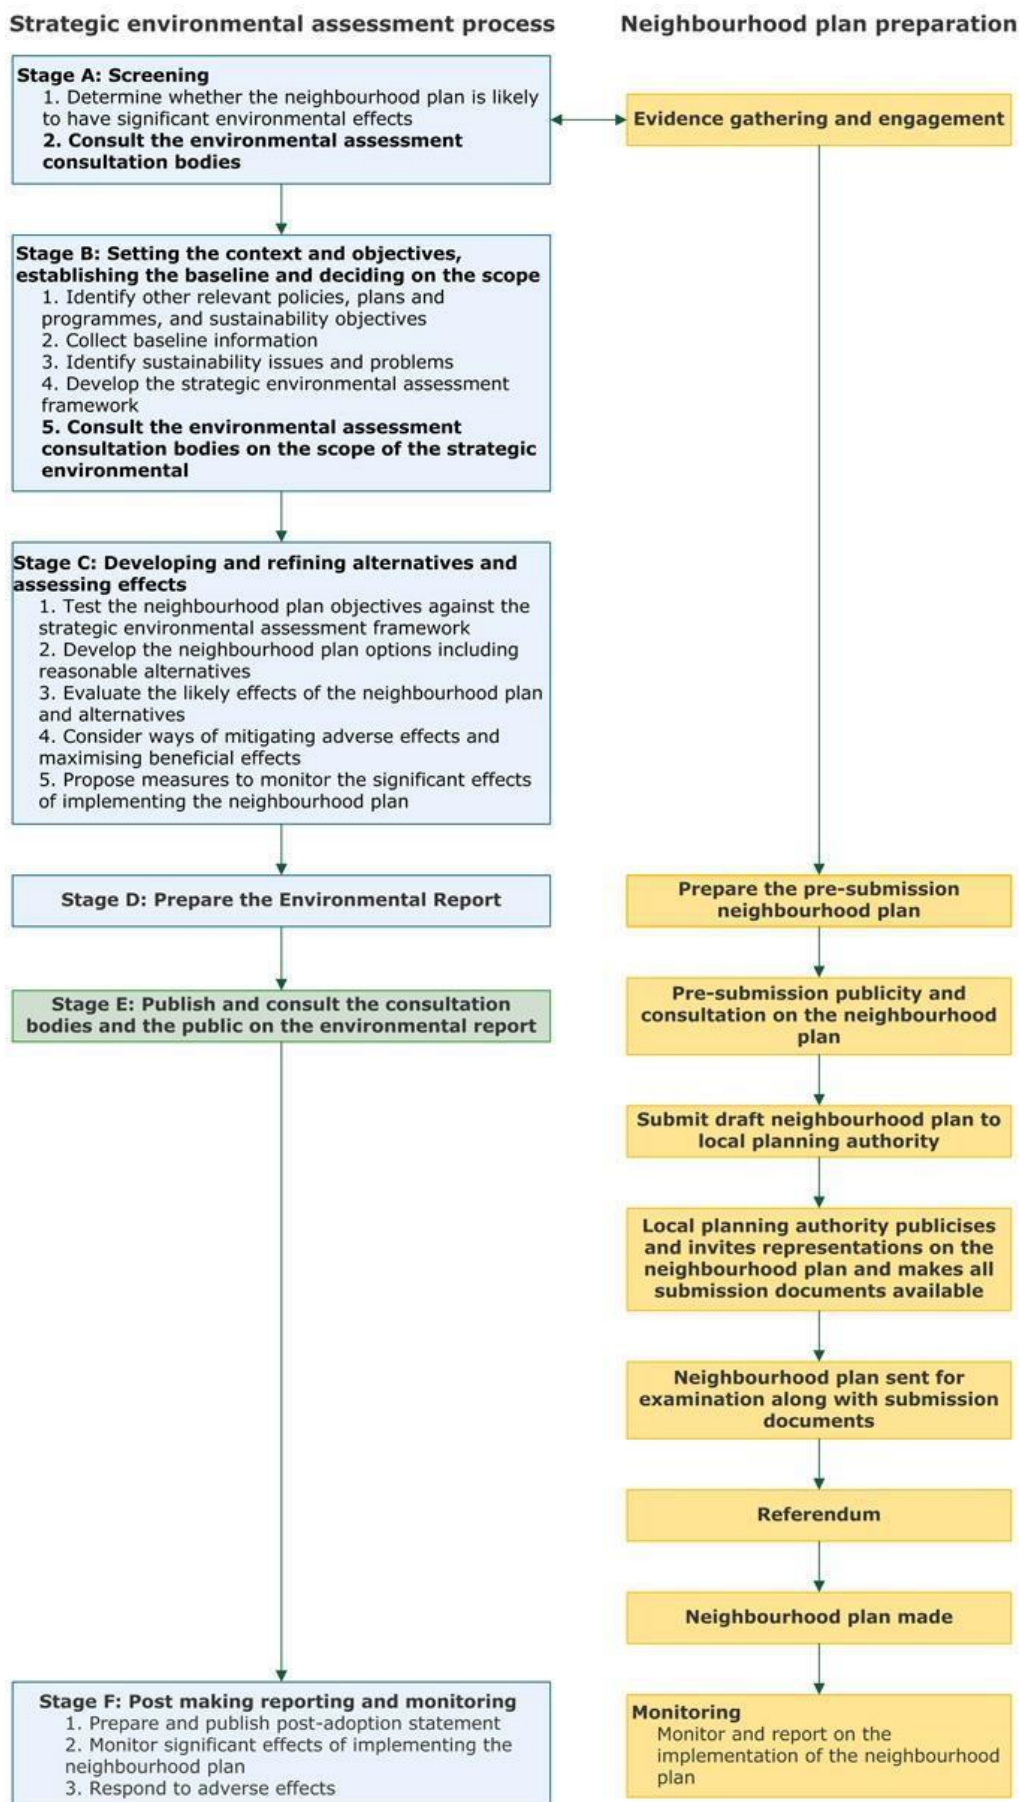 Strategic environmental assessment process
Neighbourhood plan preparation
Stage A: Screening
1. Determine whether the neighbourhood plan is likely
to have significant environmental effects
2. Consult the environmental assessment
consultation bodies
Evidence gathering and engagement
Stage B: Setting the context and objectives,
establishing the baseline and deciding on the scope
1. Identify other relevant policies, plans and
programmes, and sustainability objectives
2. Collect baseline information
3. Identify sustainability issues and problems
4. Develop the strategic environmental assessment
framework
5. Consult the environmental assessment
consultation bodies on the scope of the strategic
environmental
Stage C: Developing and refining alternatives and
assessing effects
1. Test the neighbourhood plan objectives against the
strategic environmental assessment framework
2. Develop the neighbourhood plan options including
reasonable alternatives
3. Evaluate the likely effects of the neighbourhood plan
and alternatives
4. Consider ways of mitigating adverse effects and
maximising beneficial effects
5. Propose measures to monitor the significant effects
of implementing the neighbourhood plan
Stage D: Prepare the Environmental Report
Prepare the pre-submission
neighbourhood plan
Stage E: Publish and consult the consultation
bodies and the public on the environmental report
Pre-submission publicity and
consultation on the neighbourhood
plan
Submit draft neighbourhood plan to
local planning authority
Local planning authority publicises
and invites representations on the
neighbourhood plan and makes all
submission documents available
Neighbourhood plan sent for
examination along with submission
documents
Referendum
Neighbourhood plan made
Stage F: Post making reporting and monitoring
1. Prepare and publish post-adoption statement
2. Monitor significant effects of implementing the
neighbourhood plan
3. Respond to adverse effects
Monitoring
Monitor and report on the
implementation of the neighbourhood
plan